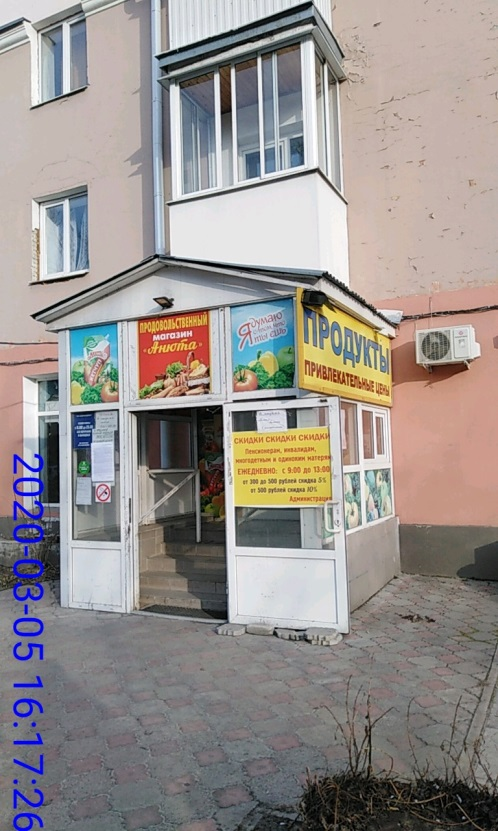 ПРОДОВОЛЬСТВЕННЫЙ
магазин
"Анюта"
Я думаю
ты сыр
ПРОДУКТЫ
ПРИВЛЕКАТЕЛЬНЫЕ ЦЕНЫ
СКИДКИ СКИДКИ СКИДКИ
Пенсионерам, инвалидам,
многодетным и одиноким матерям
ЕЖЕДНЕВНО: с 9:00 до 13:00
от 300 до 500 рублей скидка 5%
от 500 рублей скидка 10%
Администрация
2020-03-05 16:17:26